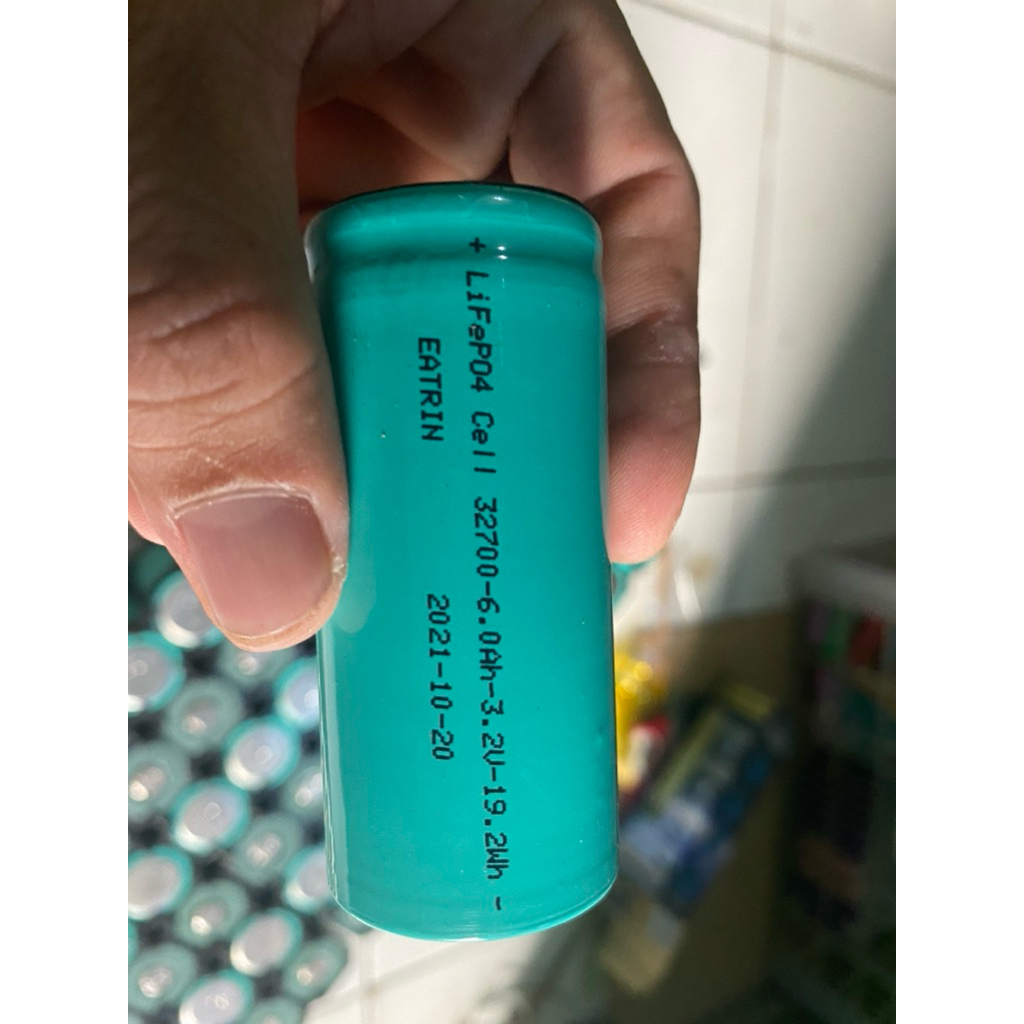 + LiFePO4 Cell 32700-6.0Ah-3.2V-19.2Wh -
EATRIN 2021-10-20